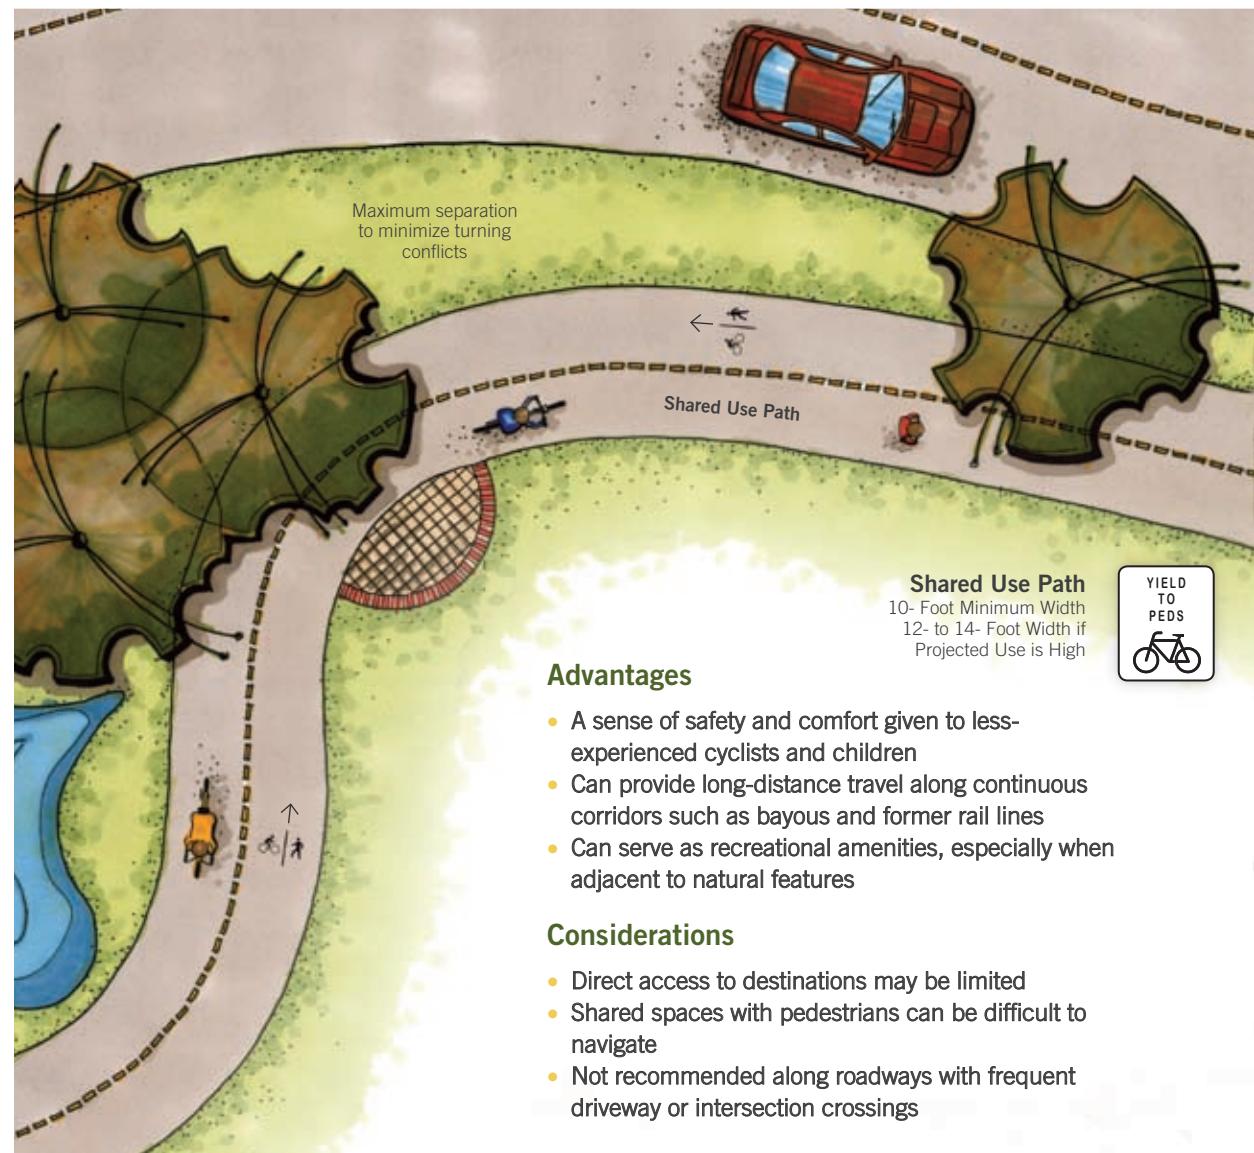 Maximum separation
to minimize turning
conflicts
Shared Use Path
Shared Use Path
10- Foot Minimum Width
12- to 14- Foot Width if
Projected Use is High
YIELD
TO
PEDS
Advantages
• A sense of safety and comfort given to less-
experienced cyclists and children
• Can provide long-distance travel along continuous
corridors such as bayous and former rail lines
• Can serve as recreational amenities, especially when
adjacent to natural features
Considerations
• Direct access to destinations may be limited
• Shared spaces with pedestrians can be difficult to
navigate
• Not recommended along roadways with frequent
driveway or intersection crossings